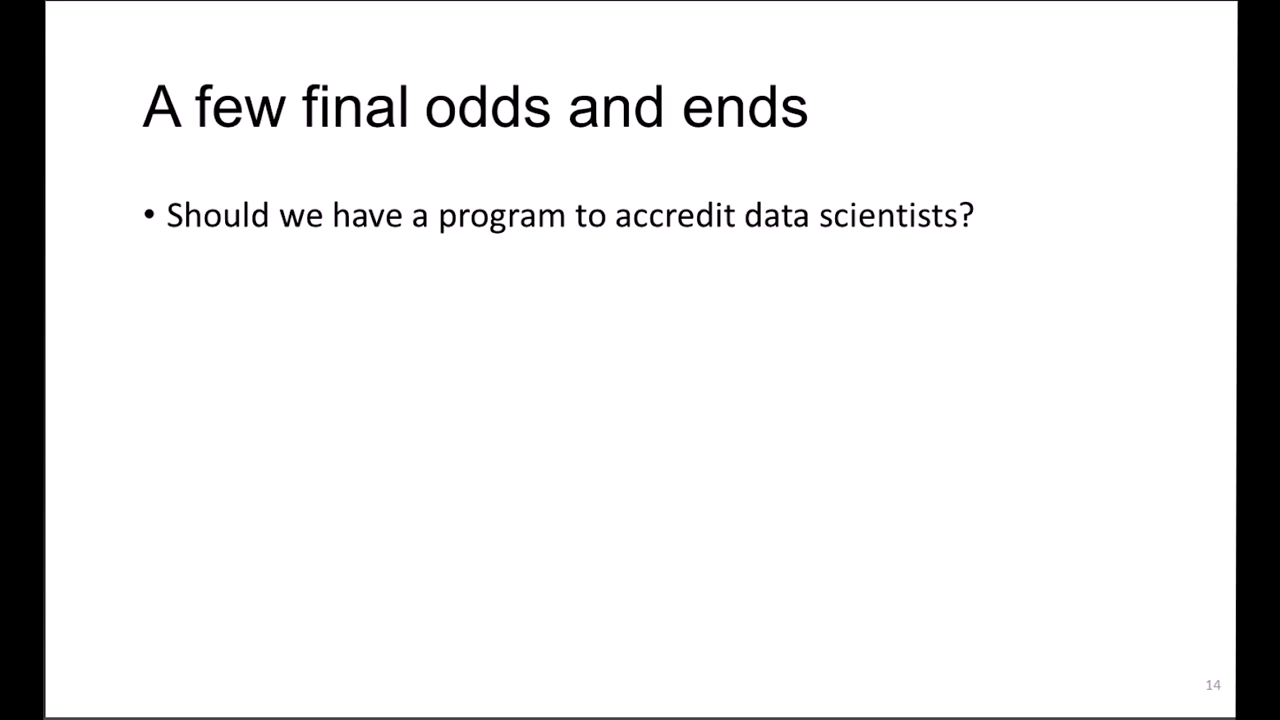 A few final odds and ends
• Should we have a program to accredit data scientists?
14